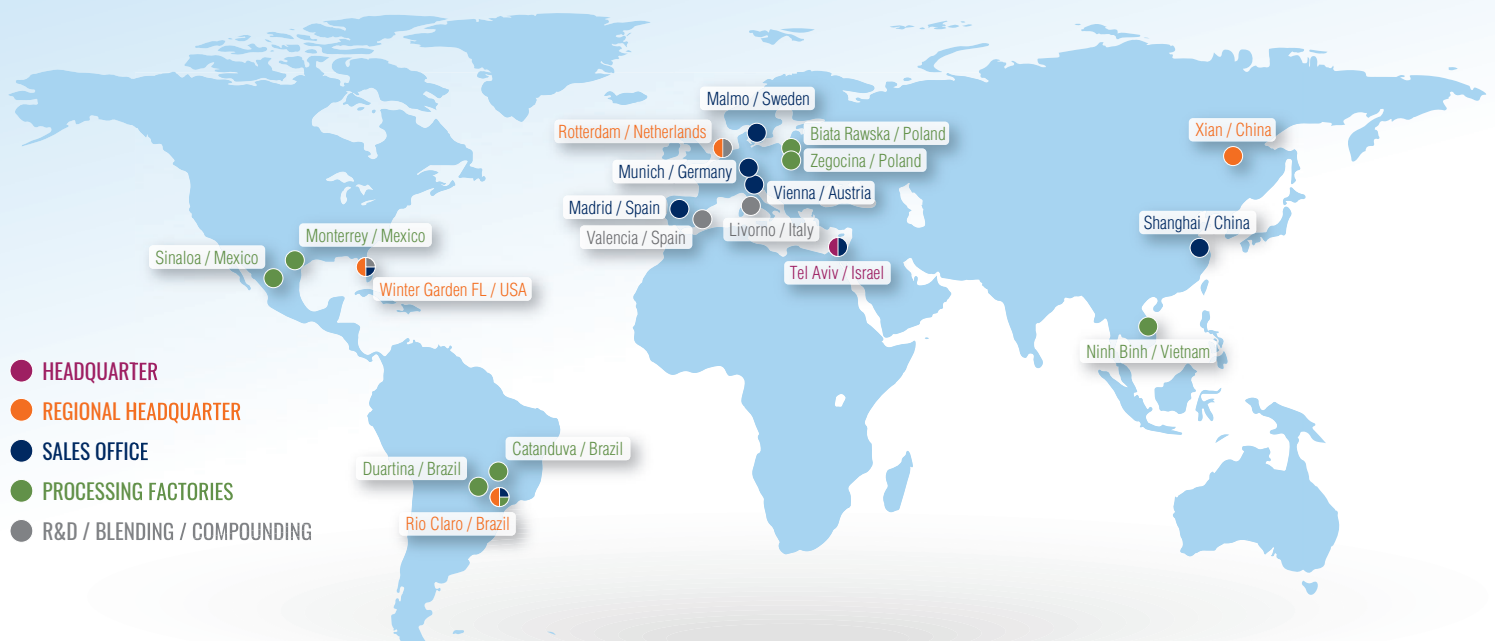 Malmo / Sweden
Rotterdam / Netherlands
Biata Rawska / Poland
Xian / China
Zegocina / Poland
Munich / Germany
Vienna / Austria
Madrid / Spain
Shanghai / China
Valencia / Spain
Livorno / Italy
Monterrey / Mexico
Sinaloa / Mexico
Tel Aviv / Israel
Winter Garden FL / USA
Ninh Binh / Vietnam
HEADQUARTER
REGIONAL HEADQUARTER
SALES OFFICE
PROCESSING FACTORIES
R&D / BLENDING / COMPOUNDING
Catanduva / Brazil
Duartina / Brazil
Rio Claro / Brazil